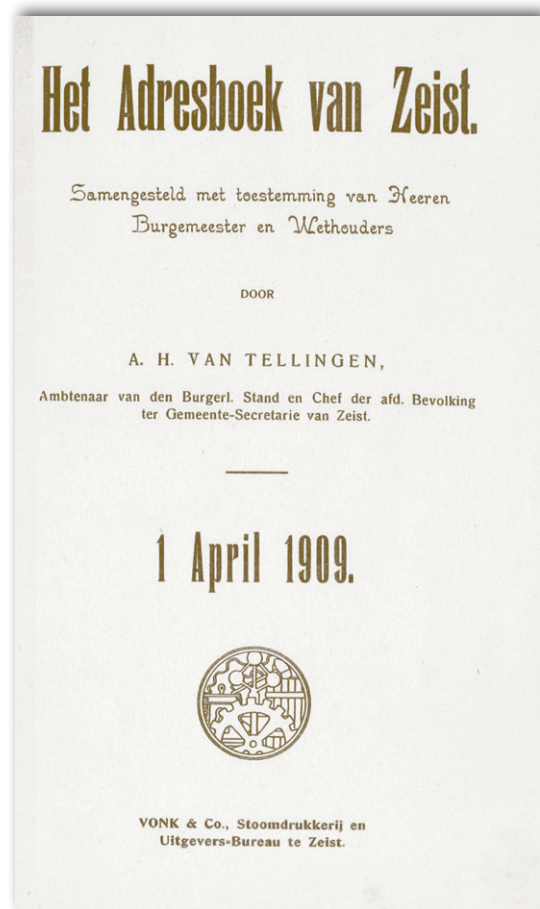 Het Adresboek van Zeist.
Samengesteld met toestemming van Heeren
Burgemeester en Wethouders
DOOR
A. H. VAN TELLINGEN,
Ambtenaar van den Burgerl. Stand en Chef der afd. Bevolking
ter Gemeente-Secretarie van Zeist.
1 April 1909.
VONK & Co., Stoomdrukkerij en
Uitgevers-Bureau te Zeist.